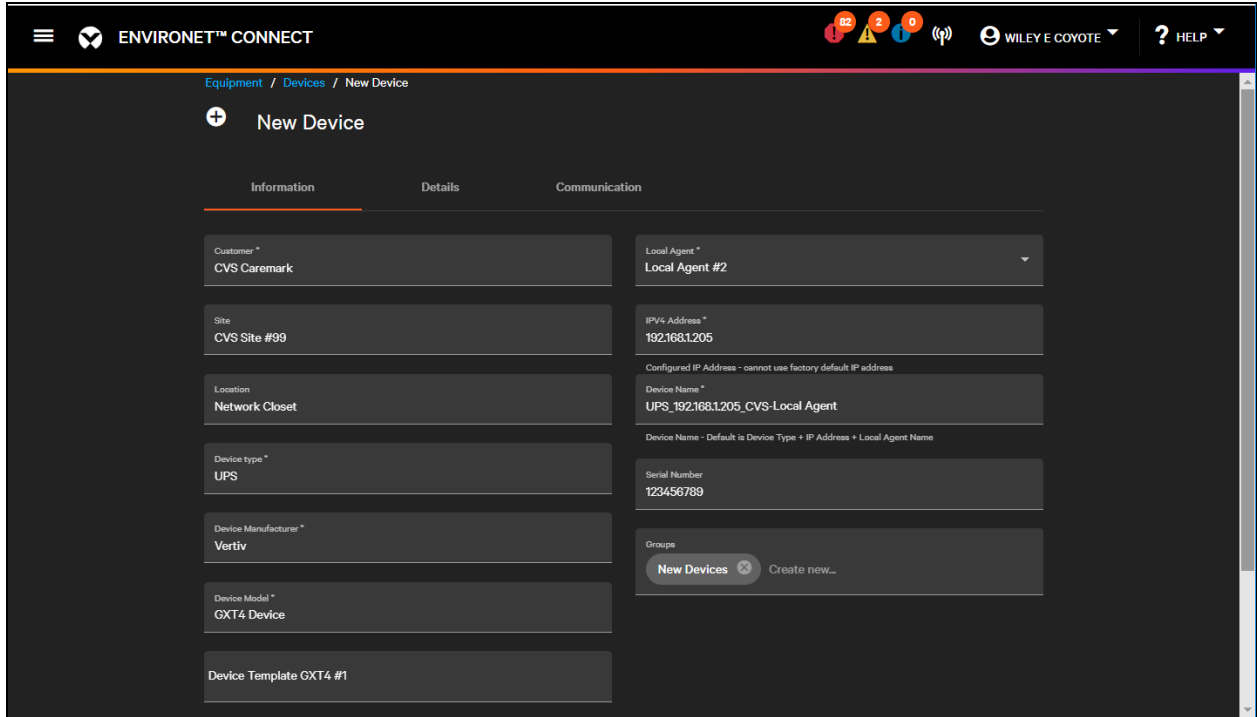 82 2 0
ENVIRONET™ CONNECT
WILEY E COYOTE
? HELP
Equipment / Devices / New Device
New Device
Information Details Communication
Customer *
CVS Caremark
Local Agent *
Local Agent #2
Site
CVS Site #99
IPV4 Address *
192.168.1.205
Configured IP Address - cannot use factory default IP address
Location
Network Closet
Device Name *
UPS_192.168.1.205_CVS-Local Agent
Device Name - Default is Device Type + IP Address + Local Agent Name
Device type *
UPS
Serial Number
123456789
Device Manufacturer *
Vertiv
Groups
New Devices Create new...
Device Model *
GXT4 Device
Device Template GXT4 #1